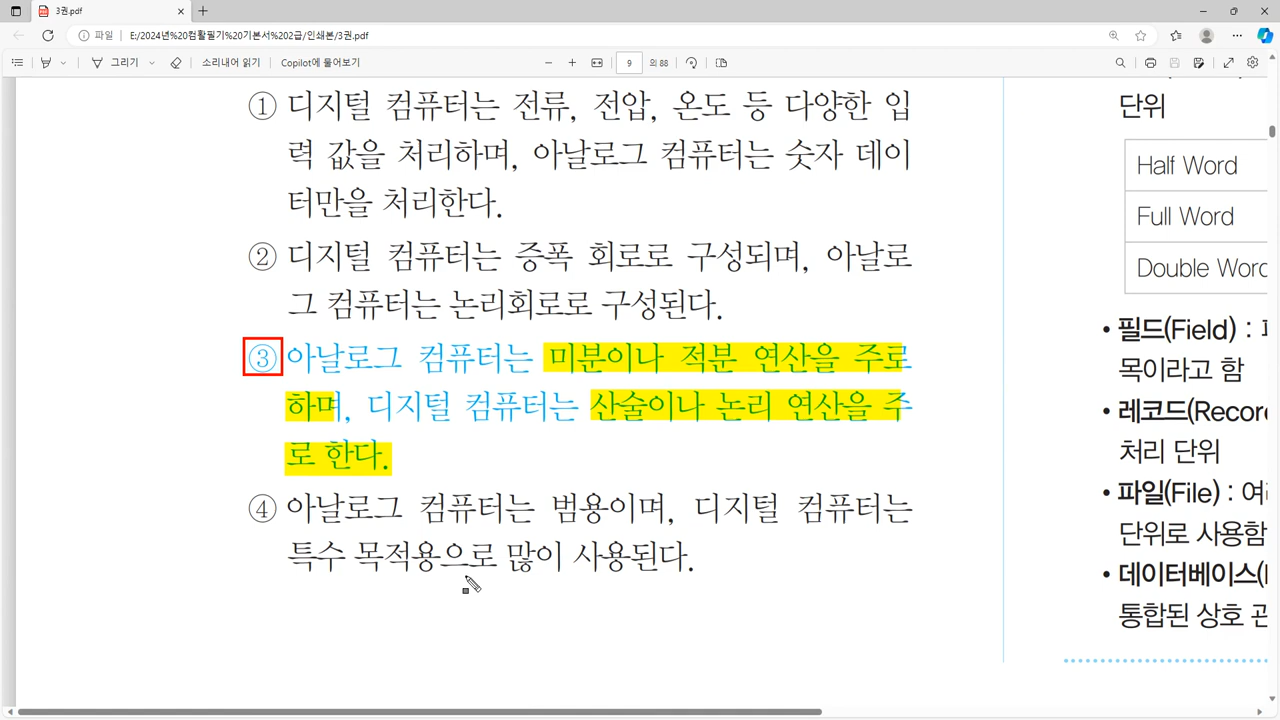 3권.pdf
파일
E:/2024년%20컴활필기%20기본서%202급/인쇄본/3권.pdf
그리기
소리내어 읽기
Copilot에 물어보기
9
의 88
① 디지털 컴퓨터는 전류, 전압, 온도 등 다양한 입
력 값을 처리하며, 아날로그 컴퓨터는 숫자 데이
터만을 처리한다.
② 디지털 컴퓨터는 증폭 회로로 구성되며, 아날로
그 컴퓨터는 논리회로로 구성된다.
③ 아날로그 컴퓨터는 미분이나 적분 연산을 주로
하며, 디지털 컴퓨터는 산술이나 논리 연산을 주
로 한다.
④ 아날로그 컴퓨터는 범용이며, 디지털 컴퓨터는
특수 목적용으로 많이 사용된다.
단위
Half Word
Full Word
Double Word
• 필드(Field) :
목이라고 함
• 레코드(Recor
처리 단위
• 파일(File) : 여
단위로 사용함
• 데이터베이스(
통합된 상호 관